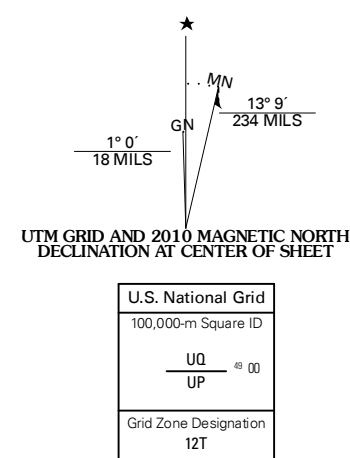 ★
MN
GN
13° 9´
234 MILS
1° 0´
18 MILS
UTM GRID AND 2010 MAGNETIC NORTH
DECLINATION AT CENTER OF SHEET
U.S. National Grid
100,000-m Square ID
UQ
UP
49 00
Grid Zone Designation
12T